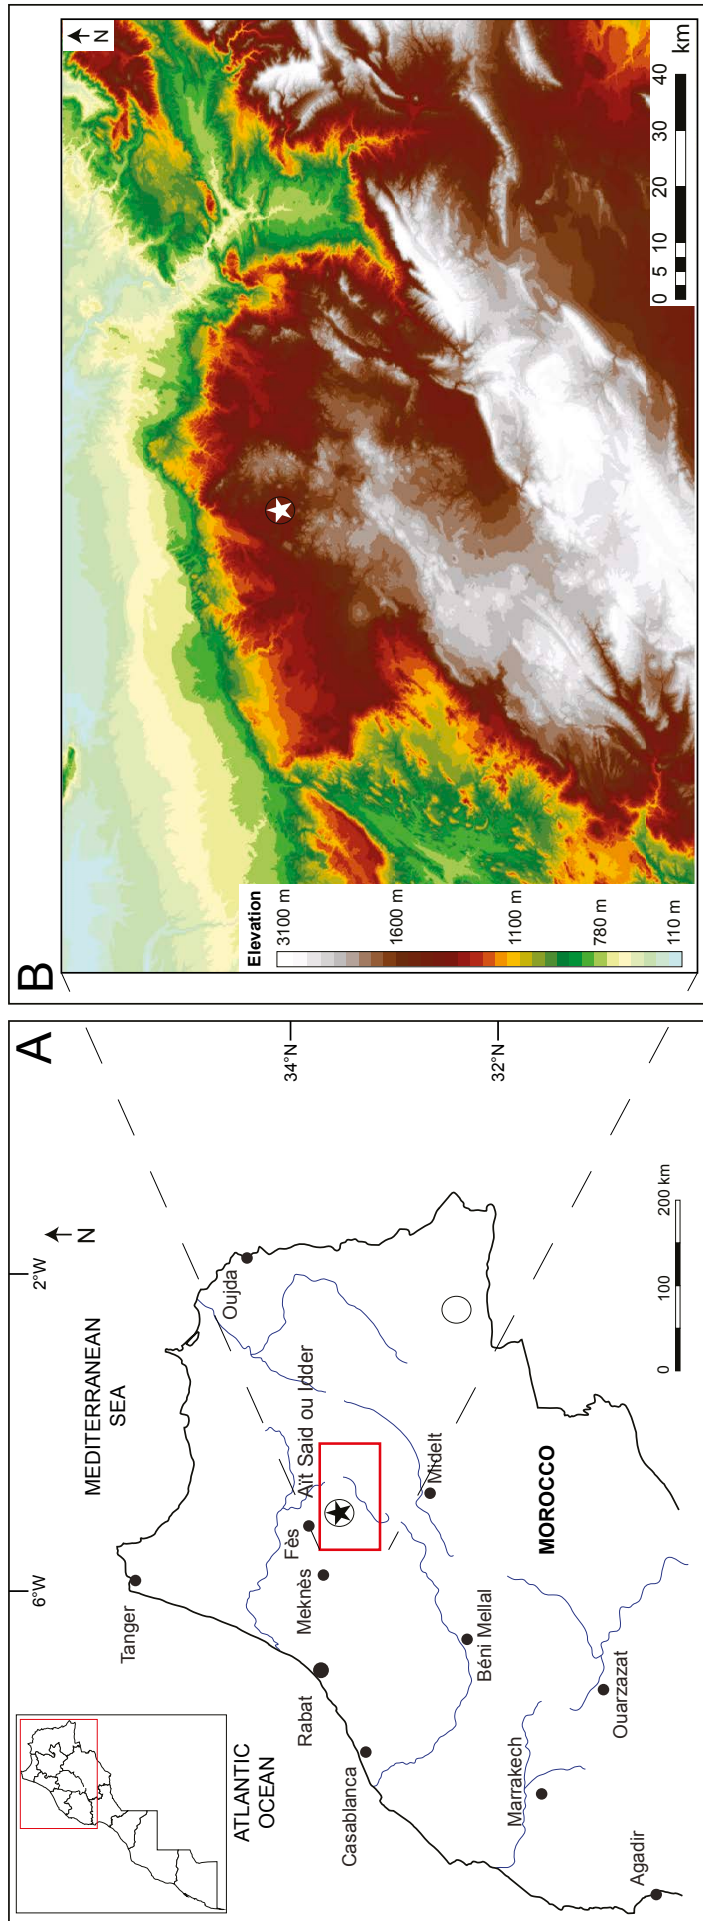 A
6°W
2°W
N
MEDITERRANEAN
SEA
Tanger
Oujda
34°N
Fès
Aït Said ou Idder
Meknès
Rabat
ATLANTIC
OCEAN
Casablanca
Midelt
Béni Mellal
32°N
MOROCCO
Marrakech
Ouarzazat
Agadir
0
100
200 km
B
N
Elevation
3100 m
1600 m
1100 m
780 m
110 m
0 5 10 20 30 40
km